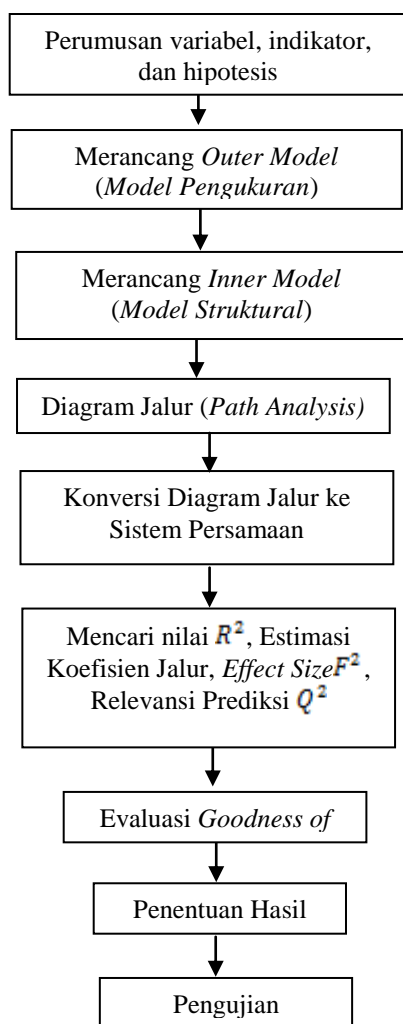 Perumusan variabel, indikator,
dan hipotesis
Merancang Outer Model
(Model Pengukuran)
Merancang Inner Model
(Model Struktural)
Diagram Jalur (Path Analysis)
Konversi Diagram Jalur ke
Sistem Persamaan
Mencari nilai R², Estimasi
Koefisien Jalur, Effect Size F²,
Relevansi Prediksi Q²
Evaluasi Goodness of
Penentuan Hasil
Pengujian